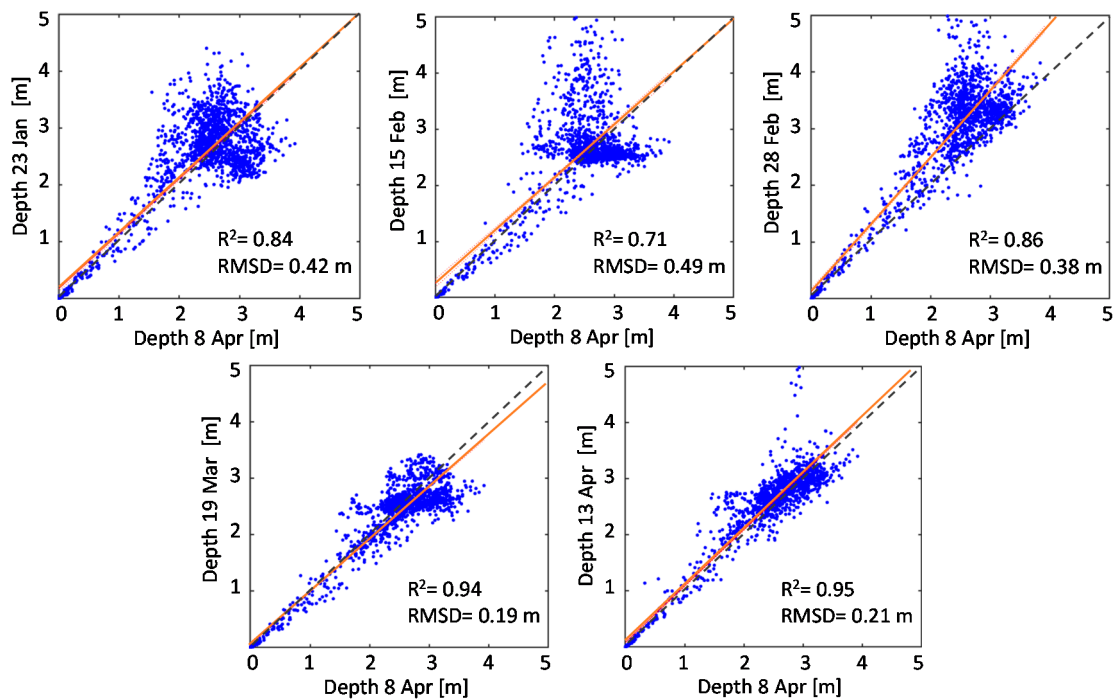 5
4
3
2
1
0 1 2 3 4 5
Depth 23 Jan [m]
Depth 8 Apr [m]
R²= 0.84
RMSD= 0.42 m
5
4
3
2
1
0 1 2 3 4 5
Depth 15 Feb [m]
Depth 8 Apr [m]
R²= 0.71
RMSD= 0.49 m
5
4
3
2
1
0 1 2 3 4 5
Depth 28 Feb [m]
Depth 8 Apr [m]
R²= 0.86
RMSD= 0.38 m
5
4
3
2
1
0 1 2 3 4 5
Depth 19 Mar [m]
Depth 8 Apr [m]
R²= 0.94
RMSD= 0.19 m
5
4
3
2
1
0 1 2 3 4 5
Depth 13 Apr [m]
Depth 8 Apr [m]
R²= 0.95
RMSD= 0.21 m